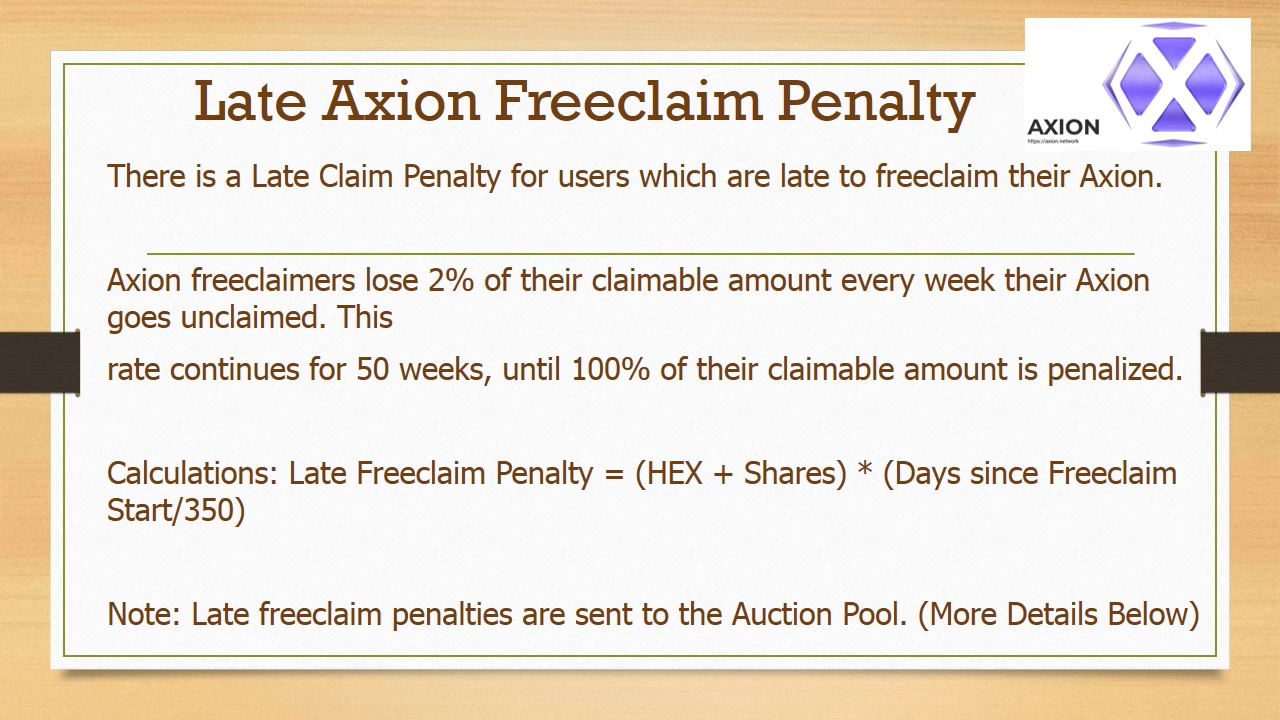 Late Axion Freeclaim Penalty
AXION
https://axion.network
There is a Late Claim Penalty for users which are late to freeclaim their Axion.
Axion freeclaimers lose 2% of their claimable amount every week their Axion
goes unclaimed. This
rate continues for 50 weeks, until 100% of their claimable amount is penalized.
Calculations: Late Freeclaim Penalty = (HEX + Shares) * (Days since Freeclaim
Start/350)
Note: Late freeclaim penalties are sent to the Auction Pool. (More Details Below)